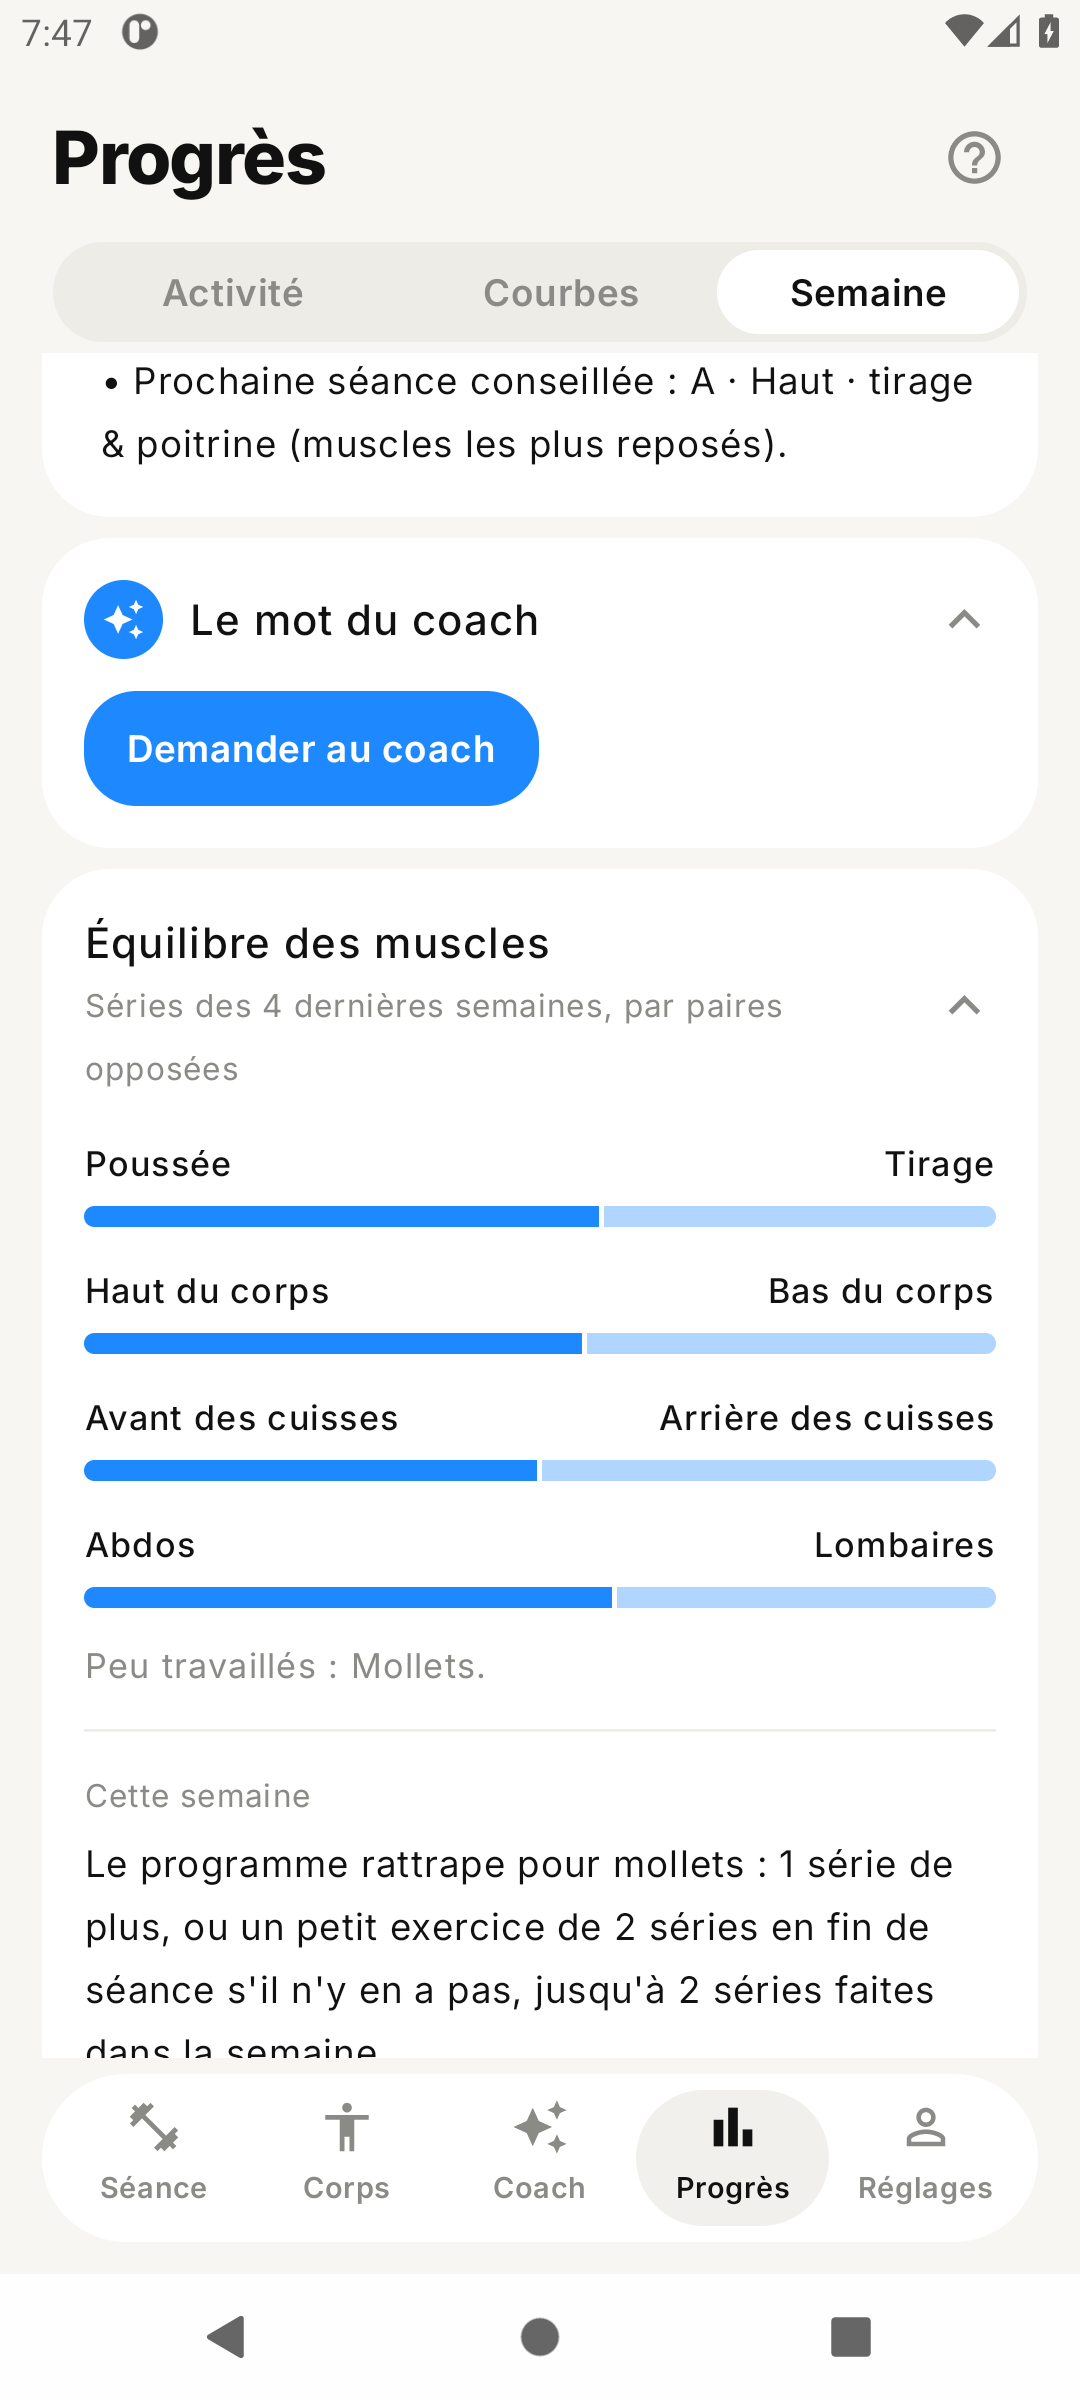 7:47
Progrès
Activité
Courbes
Semaine
• Prochaine séance conseillée : A · Haut · tirage
& poitrine (muscles les plus reposés).
Le mot du coach
Demander au coach
Équilibre des muscles
Séries des 4 dernières semaines, par paires
opposées
Poussée
Tirage
Haut du corps
Bas du corps
Avant des cuisses
Arrière des cuisses
Abdos
Lombaires
Peu travaillés : Mollets.
Cette semaine
Le programme rattrape pour mollets : 1 série de
plus, ou un petit exercice de 2 séries en fin de
séance s'il n'y en a pas, jusqu'à 2 séries faites
dans la semaine
Séance
Corps
Coach
Progrès
Réglages